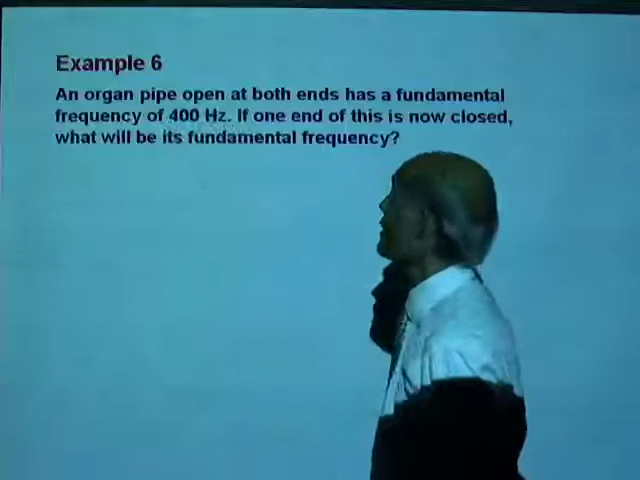 Example 6
An organ pipe open at both ends has a fundamental
frequency of 400 Hz. If one end of this is now closed,
what will be its fundamental frequency?